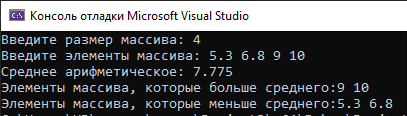 Консоль отладки Microsoft Visual Studio
Введите размер массива: 4
Введите элементы массива: 5.3 6.8 9 10
Среднее арифметическое: 7.775
Элементы массива, которые больше среднего:9 10
Элементы массива, которые меньше среднего:5.3 6.8